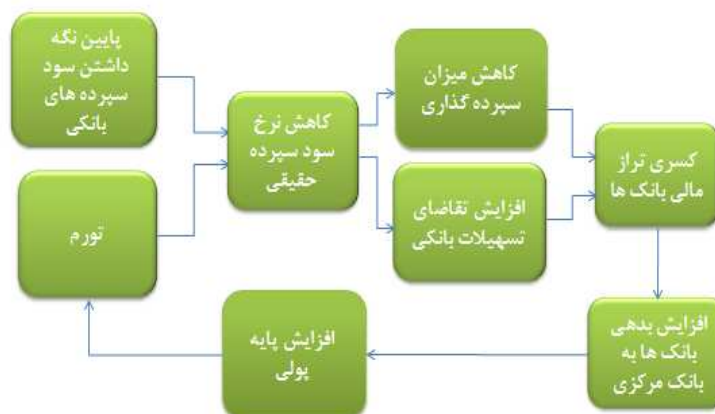 پایین نگه
داشتن سود
سپرده های
بانکی
کاهش میزان
سپرده گذاری
کاهش نرخ
سود سپرده
حقیقی
کسری تراز
مالی بانک ها
تورم
افزایش تقاضای
تسهیلات بانکی
افزایش پایه
پولی
افزایش بدهی
بانک ها به
بانک مرکزی